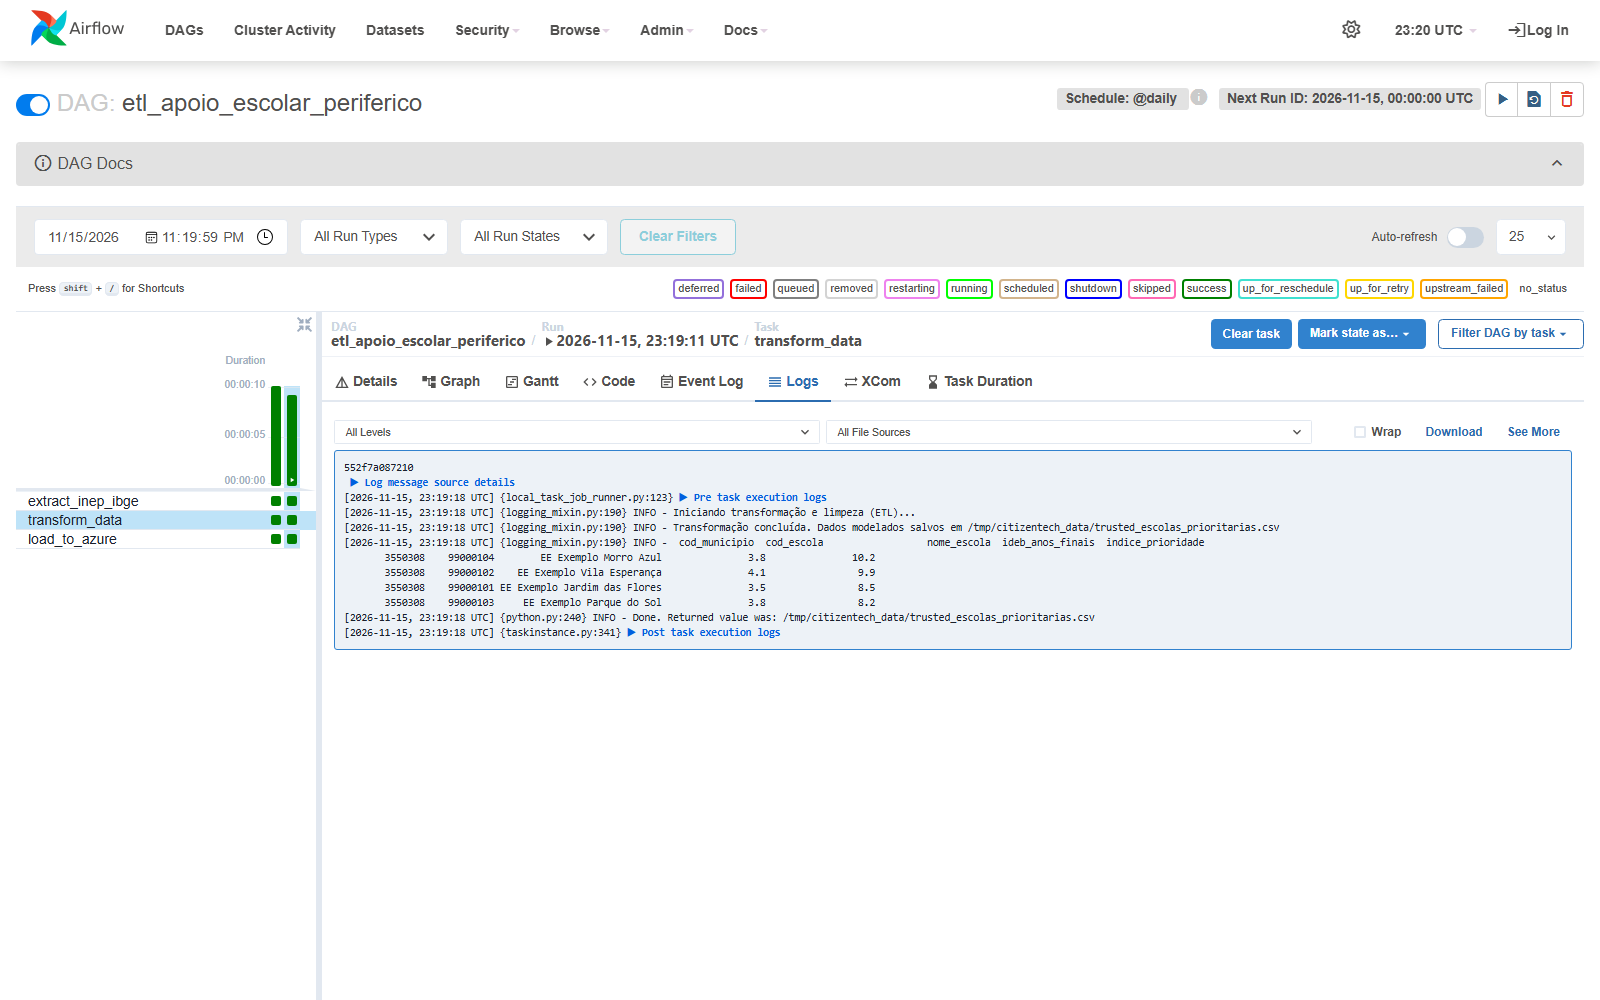 Airflow DAGs Cluster Activity Datasets Security Browse Admin Docs 23:20 UTC Log In
DAG: etl_apoio_escolar_periferico Schedule: @daily Next Run ID: 2026-11-15, 00:00:00 UTC
DAG Docs
11/15/2026 11:19:59 PM All Run Types All Run States Clear Filters Auto-refresh 25
Press shift + / for Shortcuts deferred failed queued removed restarting running scheduled shutdown skipped success up_for_reschedule up_for_retry upstream_failed no_status
DAG Run Task
etl_apoio_escolar_periferico / 2026-11-15, 23:19:11 UTC / transform_data Clear task Mark state as... Filter DAG by task
Duration
00:00:10
00:00:05
00:00:00
extract_inep_ibge
transform_data
load_to_azure
Details Graph Gantt Code Event Log Logs XCom Task Duration
All Levels All File Sources Wrap Download See More
552f7a087210
▶ Log message source details
[2026-11-15, 23:19:18 UTC] {local_task_job_runner.py:123} ▶ Pre task execution logs
[2026-11-15, 23:19:18 UTC] {logging_mixin.py:190} INFO - Iniciando transformação e limpeza (ETL)...
[2026-11-15, 23:19:18 UTC] {logging_mixin.py:190} INFO - Transformação concluída. Dados modelados salvos em /tmp/citizentech_data/trusted_escolas_prioritarias.csv
[2026-11-15, 23:19:18 UTC] {logging_mixin.py:190} INFO - cod_municipio cod_escola nome_escola ideb_anos_finais indice_prioridade
3550308 99000104 EE Exemplo Morro Azul 3.8 10.2
3550308 99000102 EE Exemplo Vila Esperança 4.1 9.9
3550308 99000101 EE Exemplo Jardim das Flores 3.5 8.5
3550308 99000103 EE Exemplo Parque do Sol 3.8 8.2
[2026-11-15, 23:19:18 UTC] {python.py:240} INFO - Done. Returned value was: /tmp/citizentech_data/trusted_escolas_prioritarias.csv
[2026-11-15, 23:19:18 UTC] {taskinstance.py:341} ▶ Post task execution logs